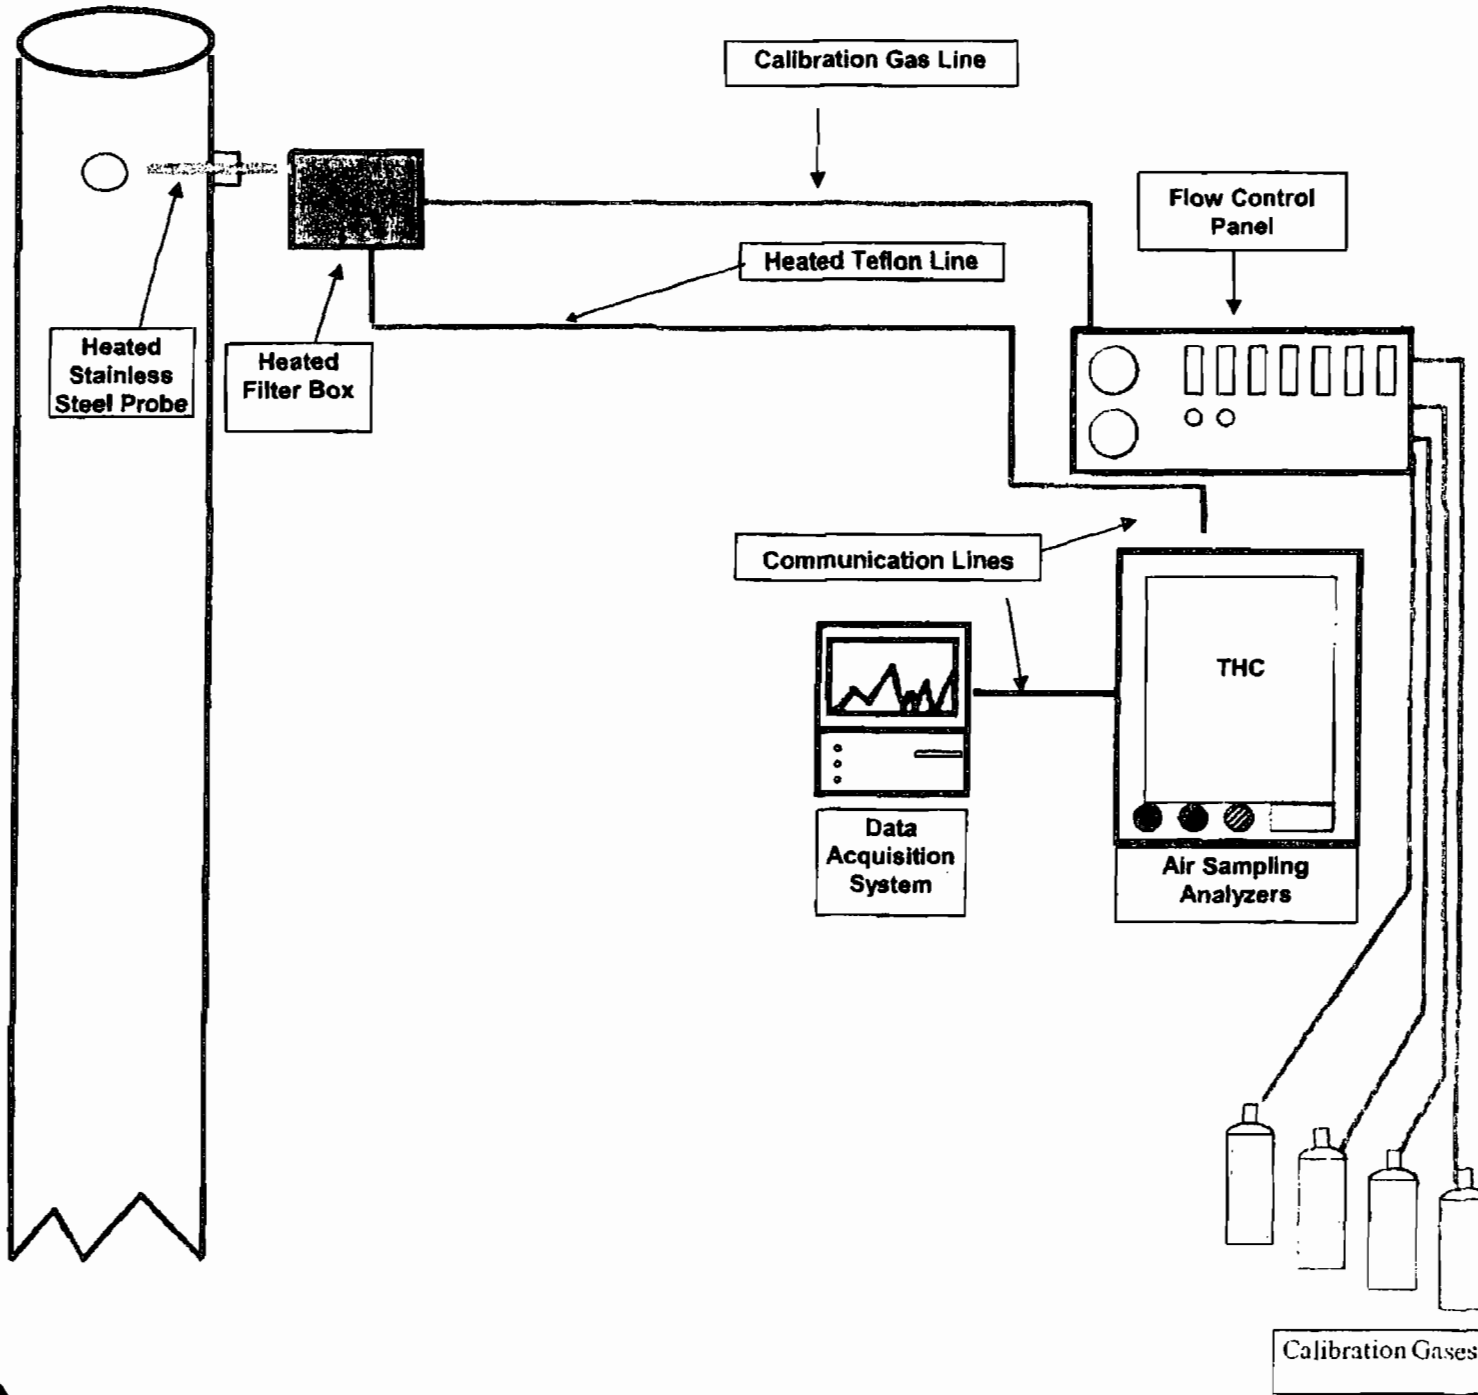 Calibration Gas Line
Flow Control
Panel
Heated Teflon Line
Heated
Stainless
Steel Probe
Heated
Filter Box
Communication Lines
THC
Data
Acquisition
System
Air Sampling
Analyzers
Calibration Gases